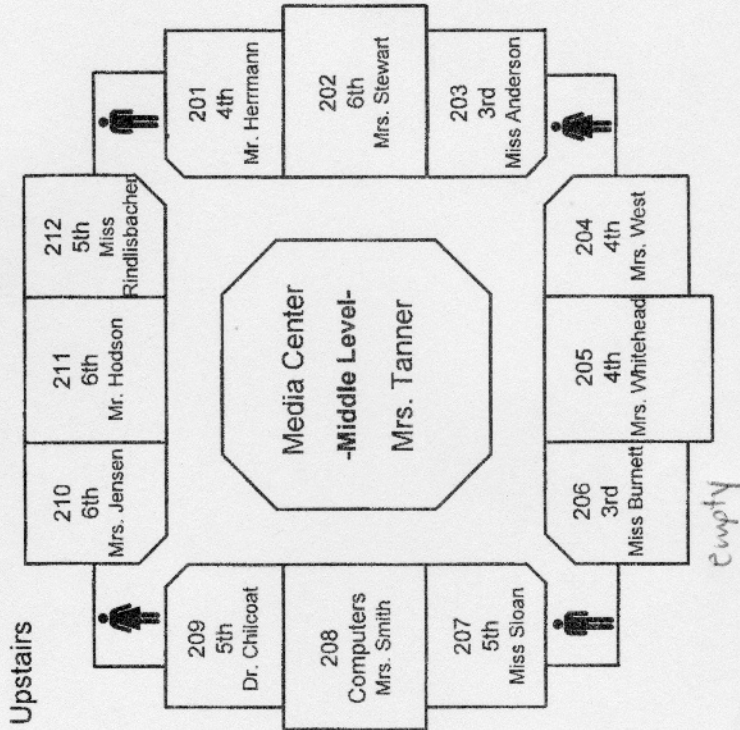 Upstairs
210
6th
Mrs. Jensen
211
6th
Mr. Hodson
212
5th
Miss
Rindlisbacher
209
5th
Dr. Chilcoat
201
4th
Mr. Herrmann
208
Computers
Mrs. Smith
Media Center
-Middle Level-
Mrs. Tanner
202
6th
Mrs. Stewart
207
5th
Miss Sloan
203
3rd
Miss Anderson
206
3rd
Miss Burnett
205
4th
Mrs. Whitehead
204
4th
Mrs. West
empty